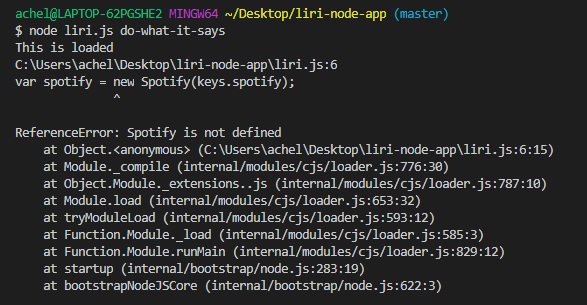 achel@LAPTOP-62PGSHE2 MINGW64 ~/Desktop/liri-node-app (master)
$ node liri.js do-what-it-says
This is loaded
C:\Users\achel\Desktop\liri-node-app\liri.js:6
var spotify = new Spotify(keys.spotify);
              ^
ReferenceError: Spotify is not defined
    at Object.<anonymous> (C:\Users\achel\Desktop\liri-node-app\liri.js:6:15)
    at Module._compile (internal/modules/cjs/loader.js:776:30)
    at Object.Module._extensions..js (internal/modules/cjs/loader.js:787:10)
    at Module.load (internal/modules/cjs/loader.js:653:32)
    at tryModuleLoad (internal/modules/cjs/loader.js:593:12)
    at Function.Module._load (internal/modules/cjs/loader.js:585:3)
    at Function.Module.runMain (internal/modules/cjs/loader.js:829:12)
    at startup (internal/bootstrap/node.js:283:19)
    at bootstrapNodeJSCore (internal/bootstrap/node.js:622:3)